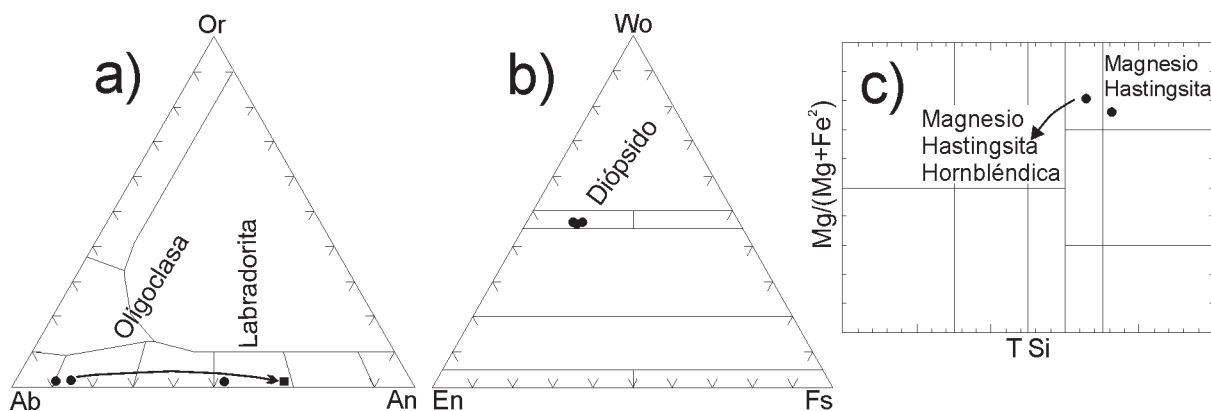 a)
Or
Oligoclasa
Labradorita
Ab
An
b)
Wo
Diópsido
En
Fs
c)
Mg/(Mg+Fe²)
Magnesio
Hastingsita
Magnesio
Hastingsita
Hornbléndica
T Si